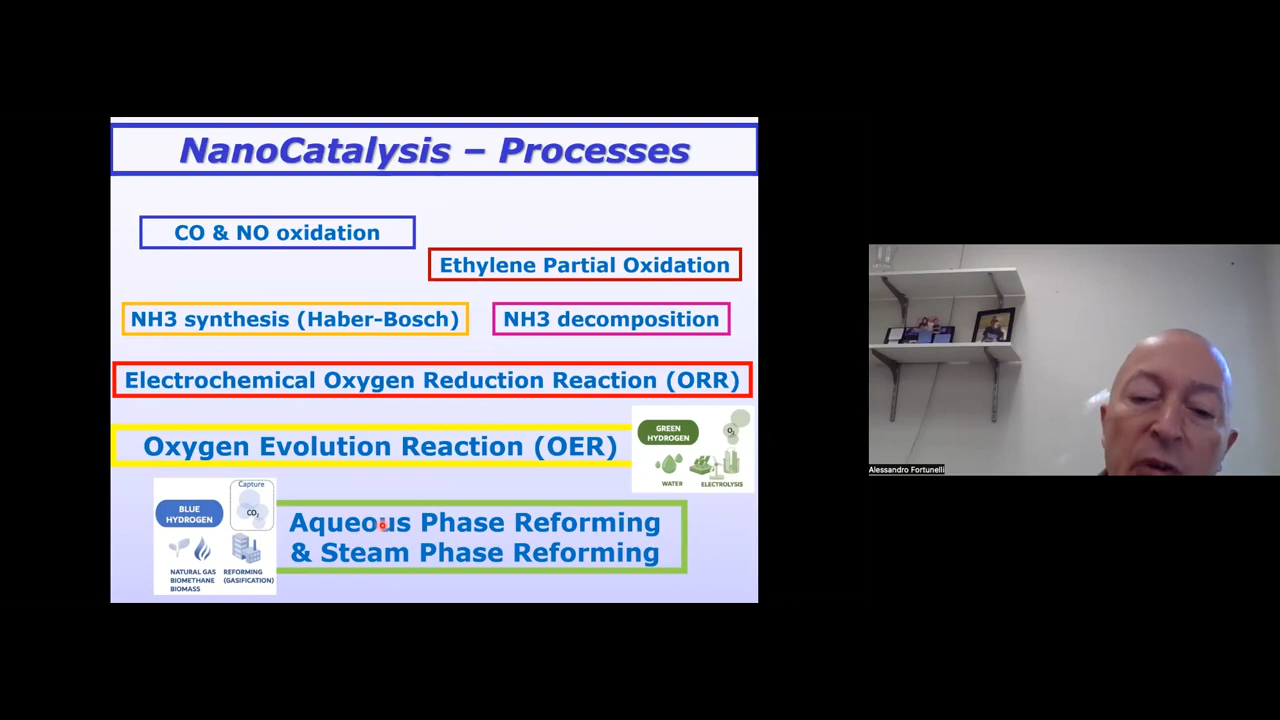 NanoCatalysis – Processes
CO & NO oxidation
Ethylene Partial Oxidation
NH3 synthesis (Haber-Bosch)
NH3 decomposition
Electrochemical Oxygen Reduction Reaction (ORR)
Oxygen Evolution Reaction (OER)
GREEN
HYDROGEN
O2
WATER
ELECTROLYSIS
Capture
BLUE
HYDROGEN
CO2
NATURAL GAS
BIOMETHANE
BIOMASS
REFORMING
(GASIFICATION)
Aqueous Phase Reforming
& Steam Phase Reforming
Alessandro Fortunelli